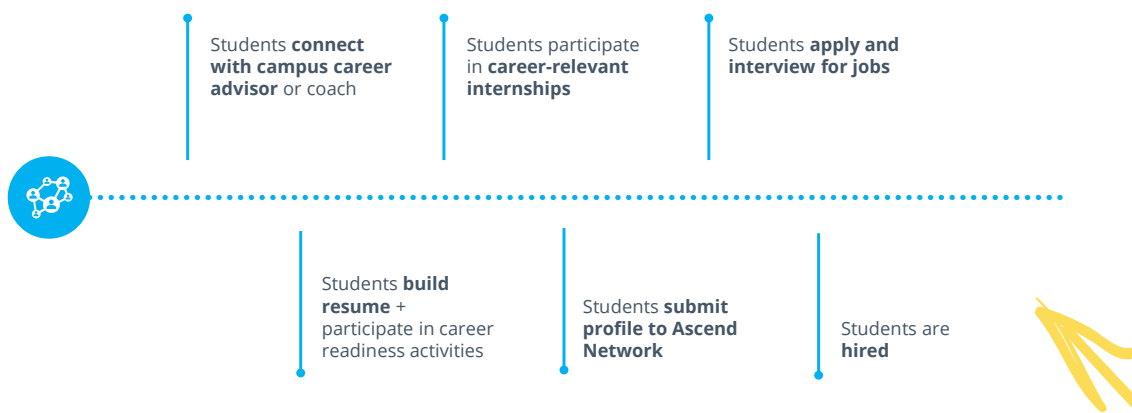 Students connect
with campus career
advisor or coach
Students build
resume +
participate in career
readiness activities
Students participate
in career-relevant
internships
Students submit
profile to Ascend
Network
Students apply and
interview for jobs
Students are
hired